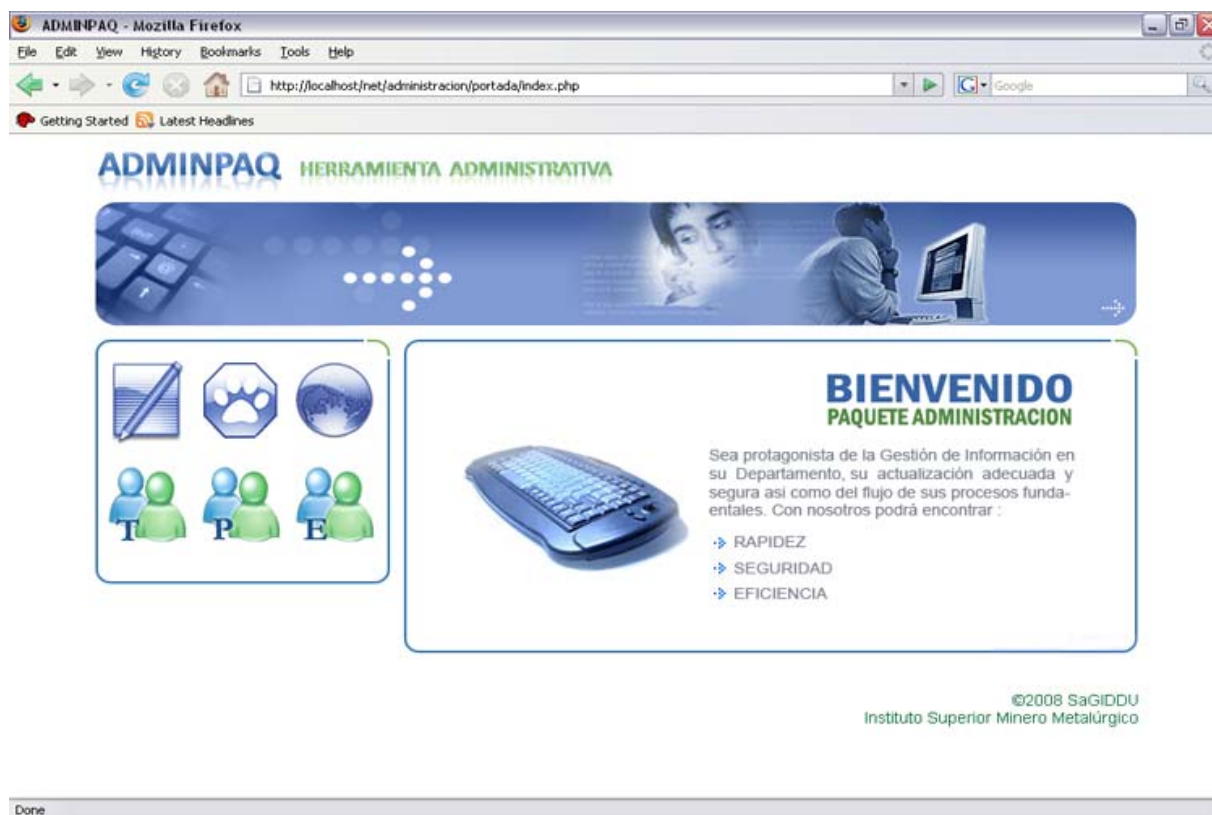 ADMINPAQ - Mozilla Firefox
File Edit View History Bookmarks Tools Help
http://localhost/net/administracion/portada/index.php
Google
Getting Started Latest Headlines
ADMINPAQ HERRAMIENTA ADMINISTRATIVA
BIENVENIDO
PAQUETE ADMINISTRACION
Sea protagonista de la Gestión de Información en
su Departamento, su actualización adecuada y
segura asi como del flujo de sus procesos funda-
entales. Con nosotros podrá encontrar :
RAPIDEZ
SEGURIDAD
EFICIENCIA
T P E
©2008 SaGIDDU
Instituto Superior Minero Metalúrgico
Done